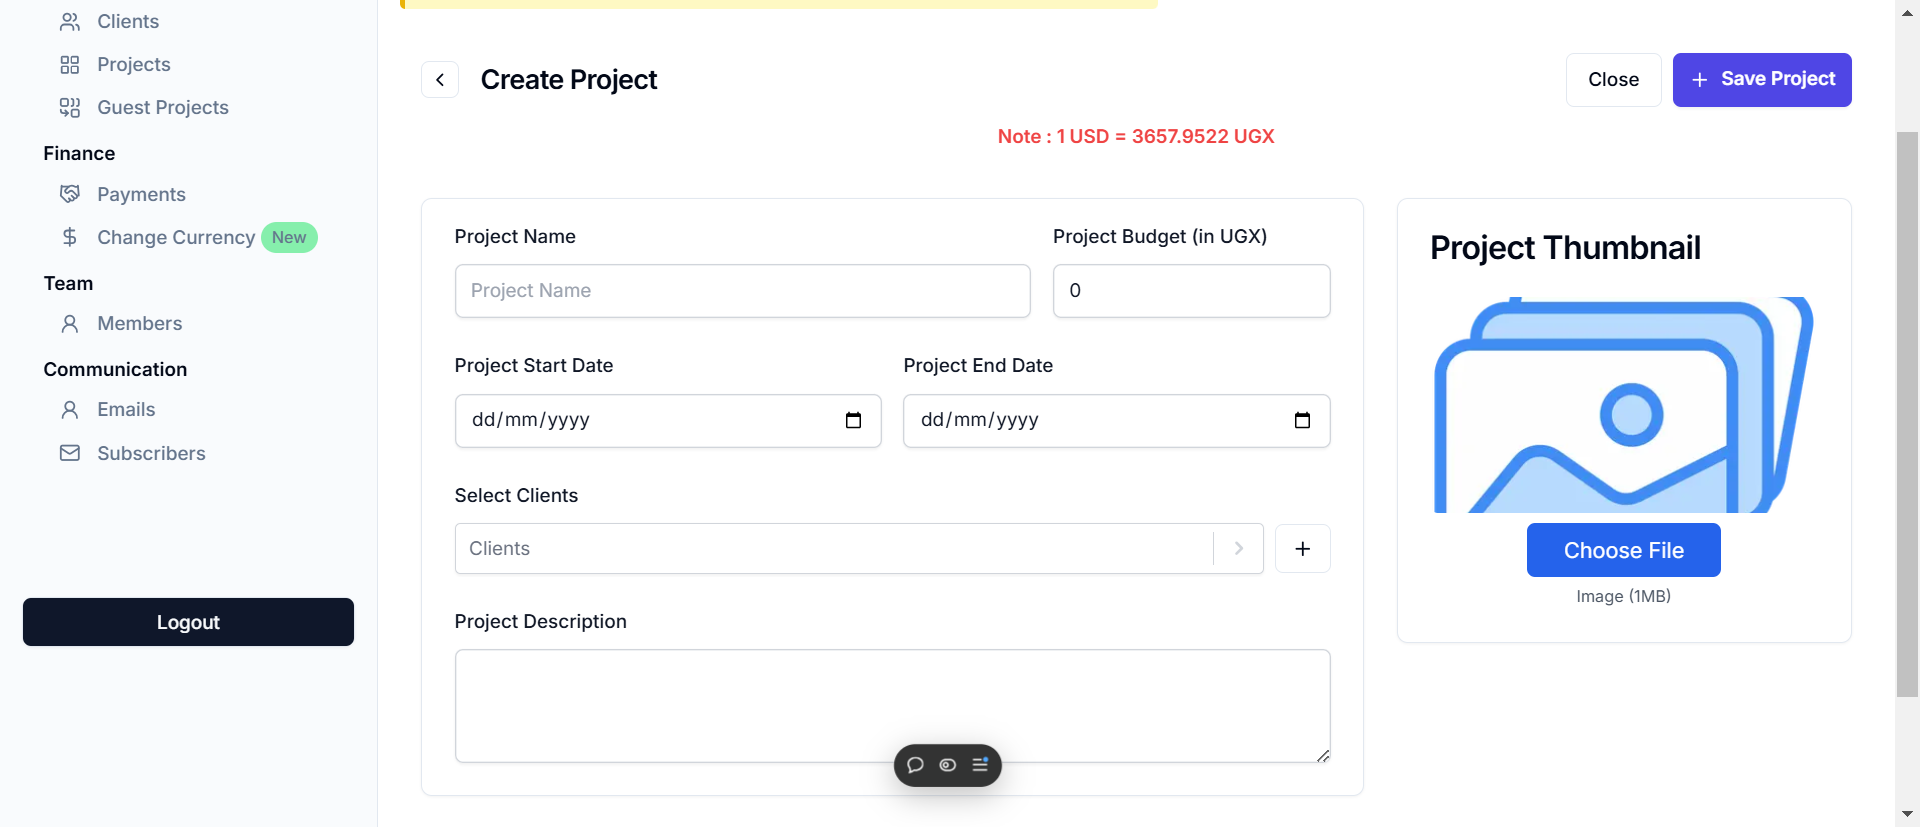 Clients
Projects
Guest Projects
Finance
Payments
Change Currency New
Team
Members
Communication
Emails
Subscribers
Logout
Create Project
Close
+ Save Project
Note : 1 USD = 3657.9522 UGX
Project Name
Project Name
Project Budget (in UGX)
0
Project Start Date
dd/mm/yyyy
Project End Date
dd/mm/yyyy
Select Clients
Clients
Project Description
Project Thumbnail
Choose File
Image (1MB)